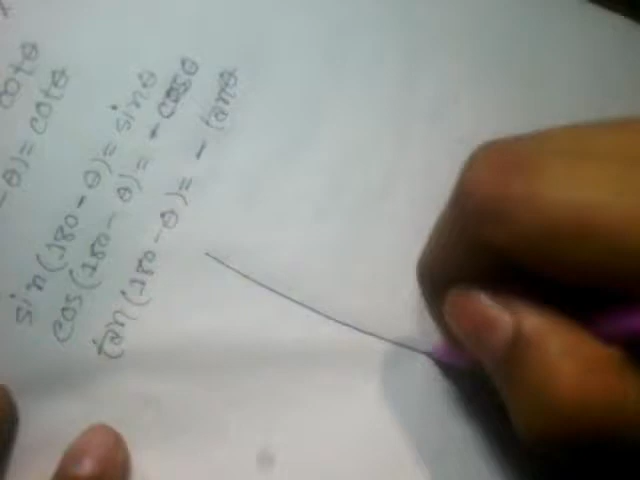 cotθ
- θ) = cotθ
sin(180 - θ) = sinθ
cos(180 - θ) = - cosθ
tan(180 - θ) = - tanθ